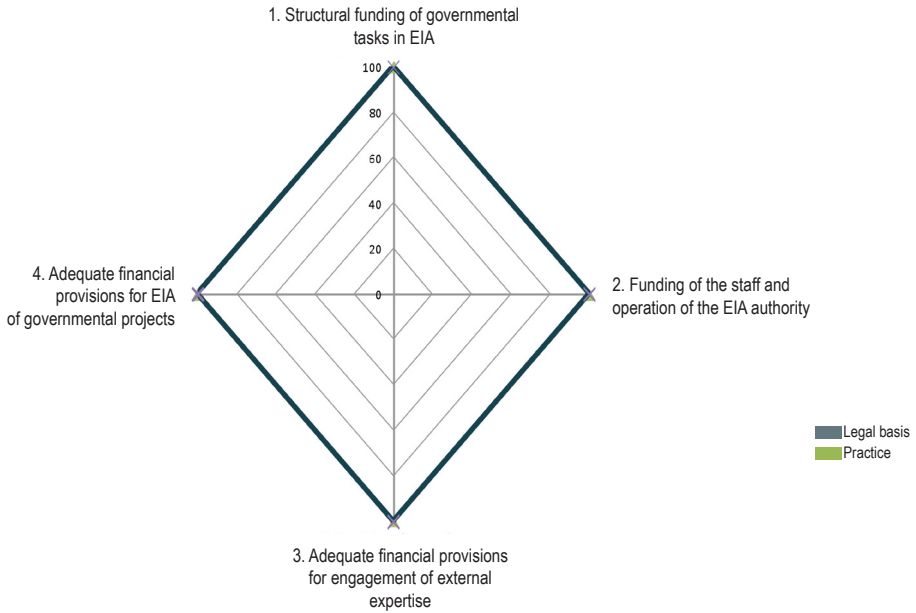 1. Structural funding of governmental
tasks in EIA
100
80
60
40
20
0
4. Adequate financial
provisions for EIA
of governmental projects
2. Funding of the staff and
operation of the EIA authority
Legal basis
Practice
3. Adequate financial provisions
for engagement of external
expertise